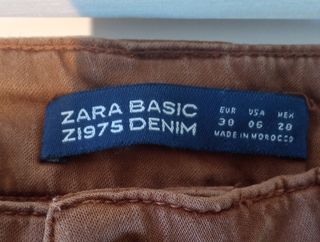 ZARA BASIC
Z1975 DENIM
EUR USA MEX
38 06 28
MADE IN MOROCCO